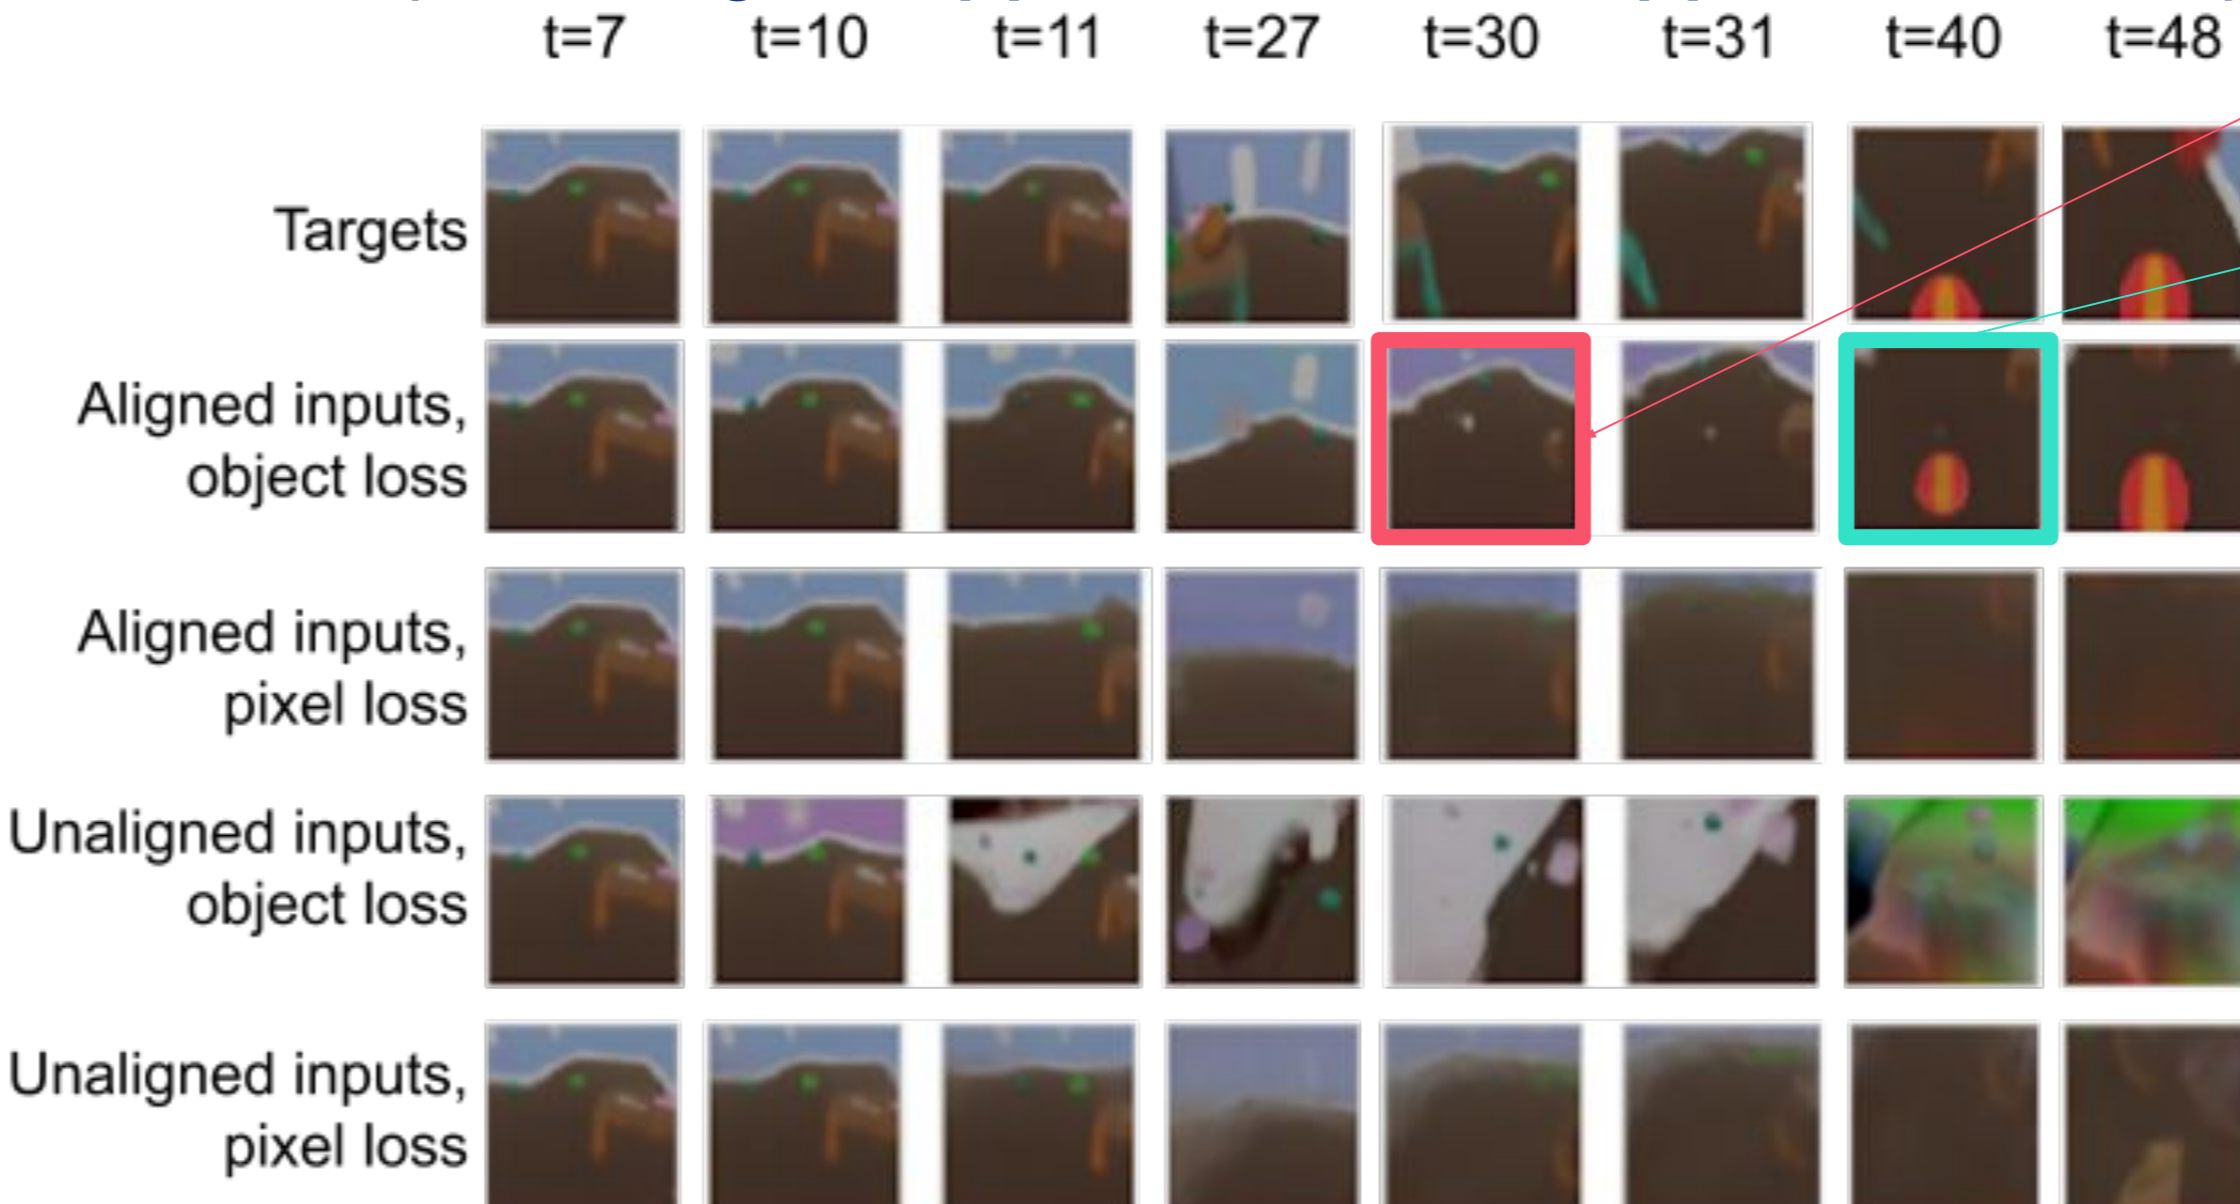 t=7 t=10 t=11 t=27 t=30 t=31 t=40 t=48
Targets
Aligned inputs,
object loss
Aligned inputs,
pixel loss
Unaligned inputs,
object loss
Unaligned inputs,
pixel loss